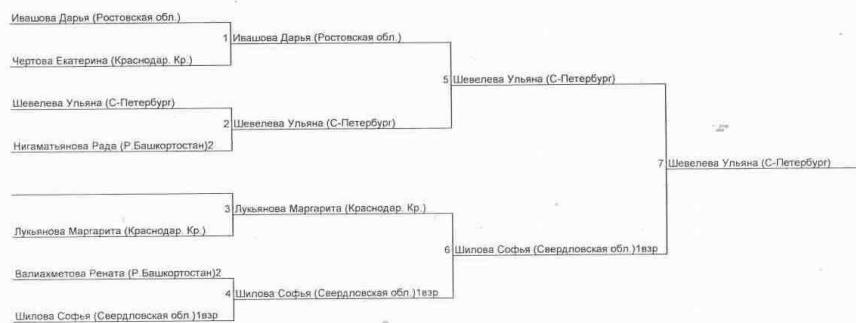 Ивашова Дарья (Ростовская обл.)
1 Ивашова Дарья (Ростовская обл.)
Чертова Екатерина (Краснодар. Кр.)
5 Шевелева Ульяна (С-Петербург)
Шевелева Ульяна (С-Петербург)
2 Шевелева Ульяна (С-Петербург)
Нигаматьянова Рада (Р.Башкортостан)2
7 Шевелева Ульяна (С-Петербург)
3 Лукьянова Маргарита (Краснодар. Кр.)
Лукьянова Маргарита (Краснодар. Кр.)
6 Шилова Софья (Свердловская обл.)1взр
Валиахметова Рената (Р.Башкортостан)2
4 Шилова Софья (Свердловская обл.)1взр
Шилова Софья (Свердловская обл.)1взр